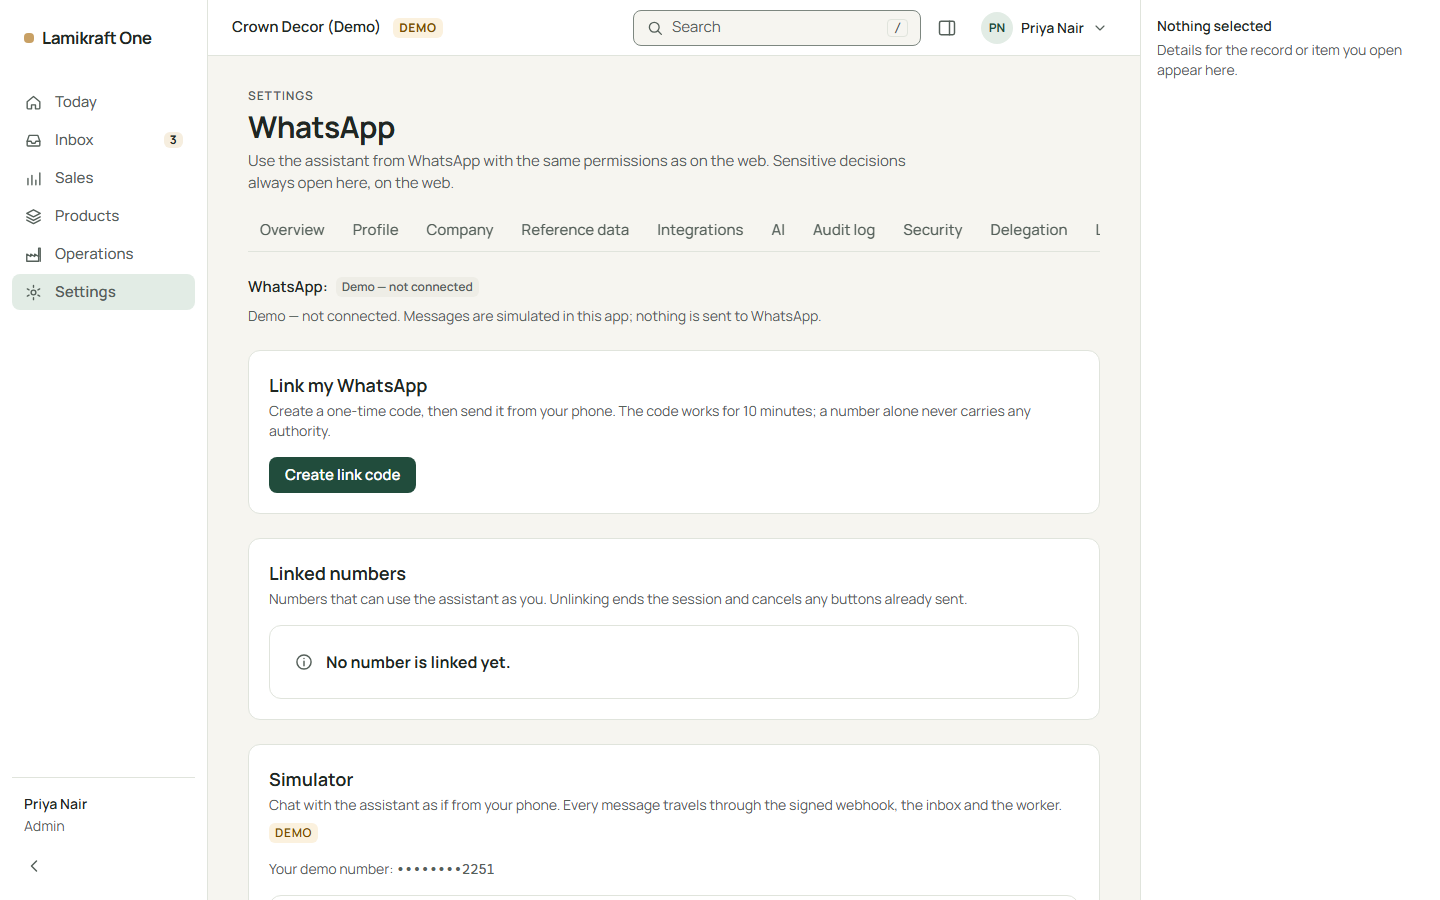 Lamikraft One
Today
Inbox 3
Sales
Products
Operations
Settings
Priya Nair
Admin
Crown Decor (Demo) DEMO
Search /
PN Priya Nair
SETTINGS
WhatsApp
Use the assistant from WhatsApp with the same permissions as on the web. Sensitive decisions
always open here, on the web.
Overview Profile Company Reference data Integrations AI Audit log Security Delegation
WhatsApp: Demo — not connected
Demo — not connected. Messages are simulated in this app; nothing is sent to WhatsApp.
Link my WhatsApp
Create a one-time code, then send it from your phone. The code works for 10 minutes; a number alone never carries any
authority.
Create link code
Linked numbers
Numbers that can use the assistant as you. Unlinking ends the session and cancels any buttons already sent.
No number is linked yet.
Simulator
Chat with the assistant as if from your phone. Every message travels through the signed webhook, the inbox and the worker.
DEMO
Your demo number: ••••••••2251
Nothing selected
Details for the record or item you open
appear here.